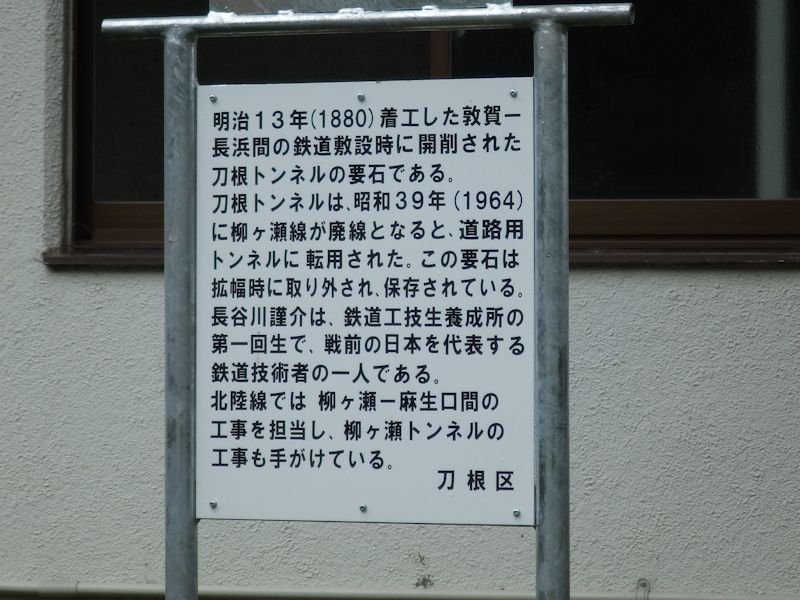 明治13年(1880)着工した敦賀ー
長浜間の鉄道敷設時に開削された
刀根トンネルの要石である。
刀根トンネルは、昭和39年(1964)
に柳ヶ瀬線が廃線となると、道路用
トンネルに転用された。この要石は
拡幅時に取り外され、保存されている。
長谷川謹介は、鉄道工技生養成所の
第一回生で、戦前の日本を代表する
鉄道技術者の一人である。
北陸線では 柳ヶ瀬ー麻生口間の
工事を担当し、柳ヶ瀬トンネルの
工事も手がけている。
刀根区